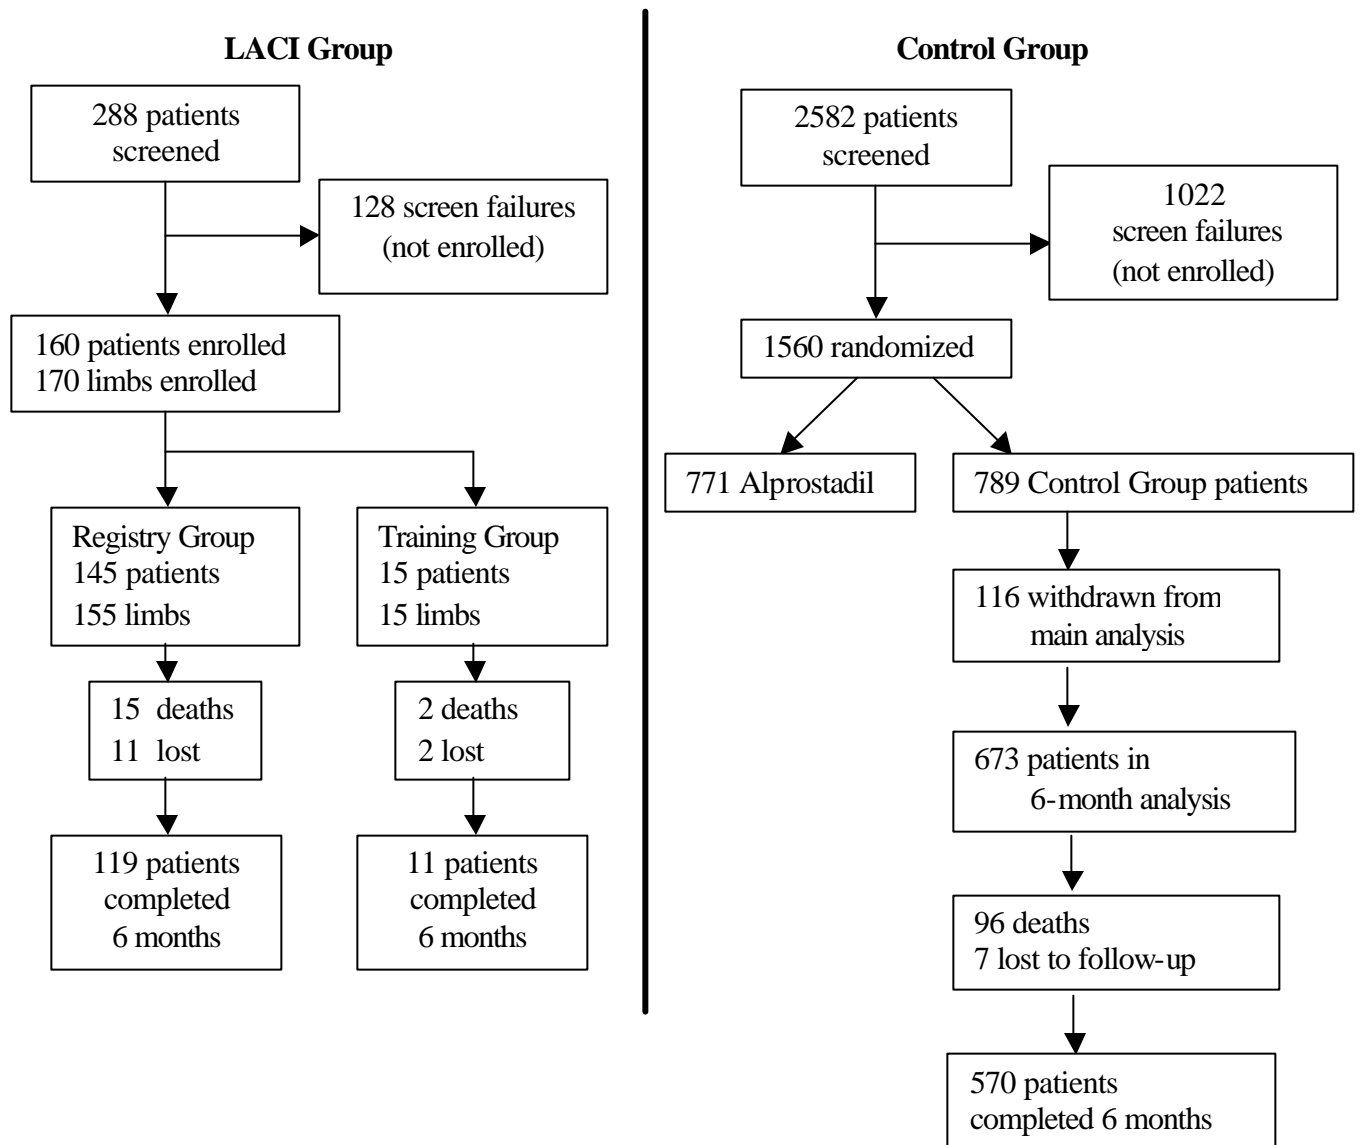 LACI Group
288 patients
screened
128 screen failures
(not enrolled)
160 patients enrolled
170 limbs enrolled
Registry Group
145 patients
155 limbs
Training Group
15 patients
15 limbs
15 deaths
11 lost
2 deaths
2 lost
119 patients
completed
6 months
11 patients
completed
6 months
Control Group
2582 patients
screened
1022
screen failures
(not enrolled)
1560 randomized
771 Alprostadil
789 Control Group patients
116 withdrawn from
main analysis
673 patients in
6-month analysis
96 deaths
7 lost to follow-up
570 patients
completed 6 months